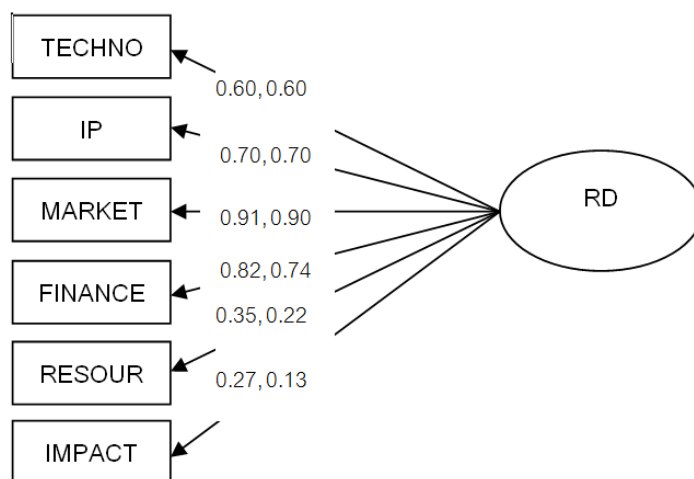 TECHNO
0.60, 0.60
IP
0.70, 0.70
MARKET
0.91, 0.90
RD
0.82, 0.74
FINANCE
0.35, 0.22
RESOUR
0.27, 0.13
IMPACT